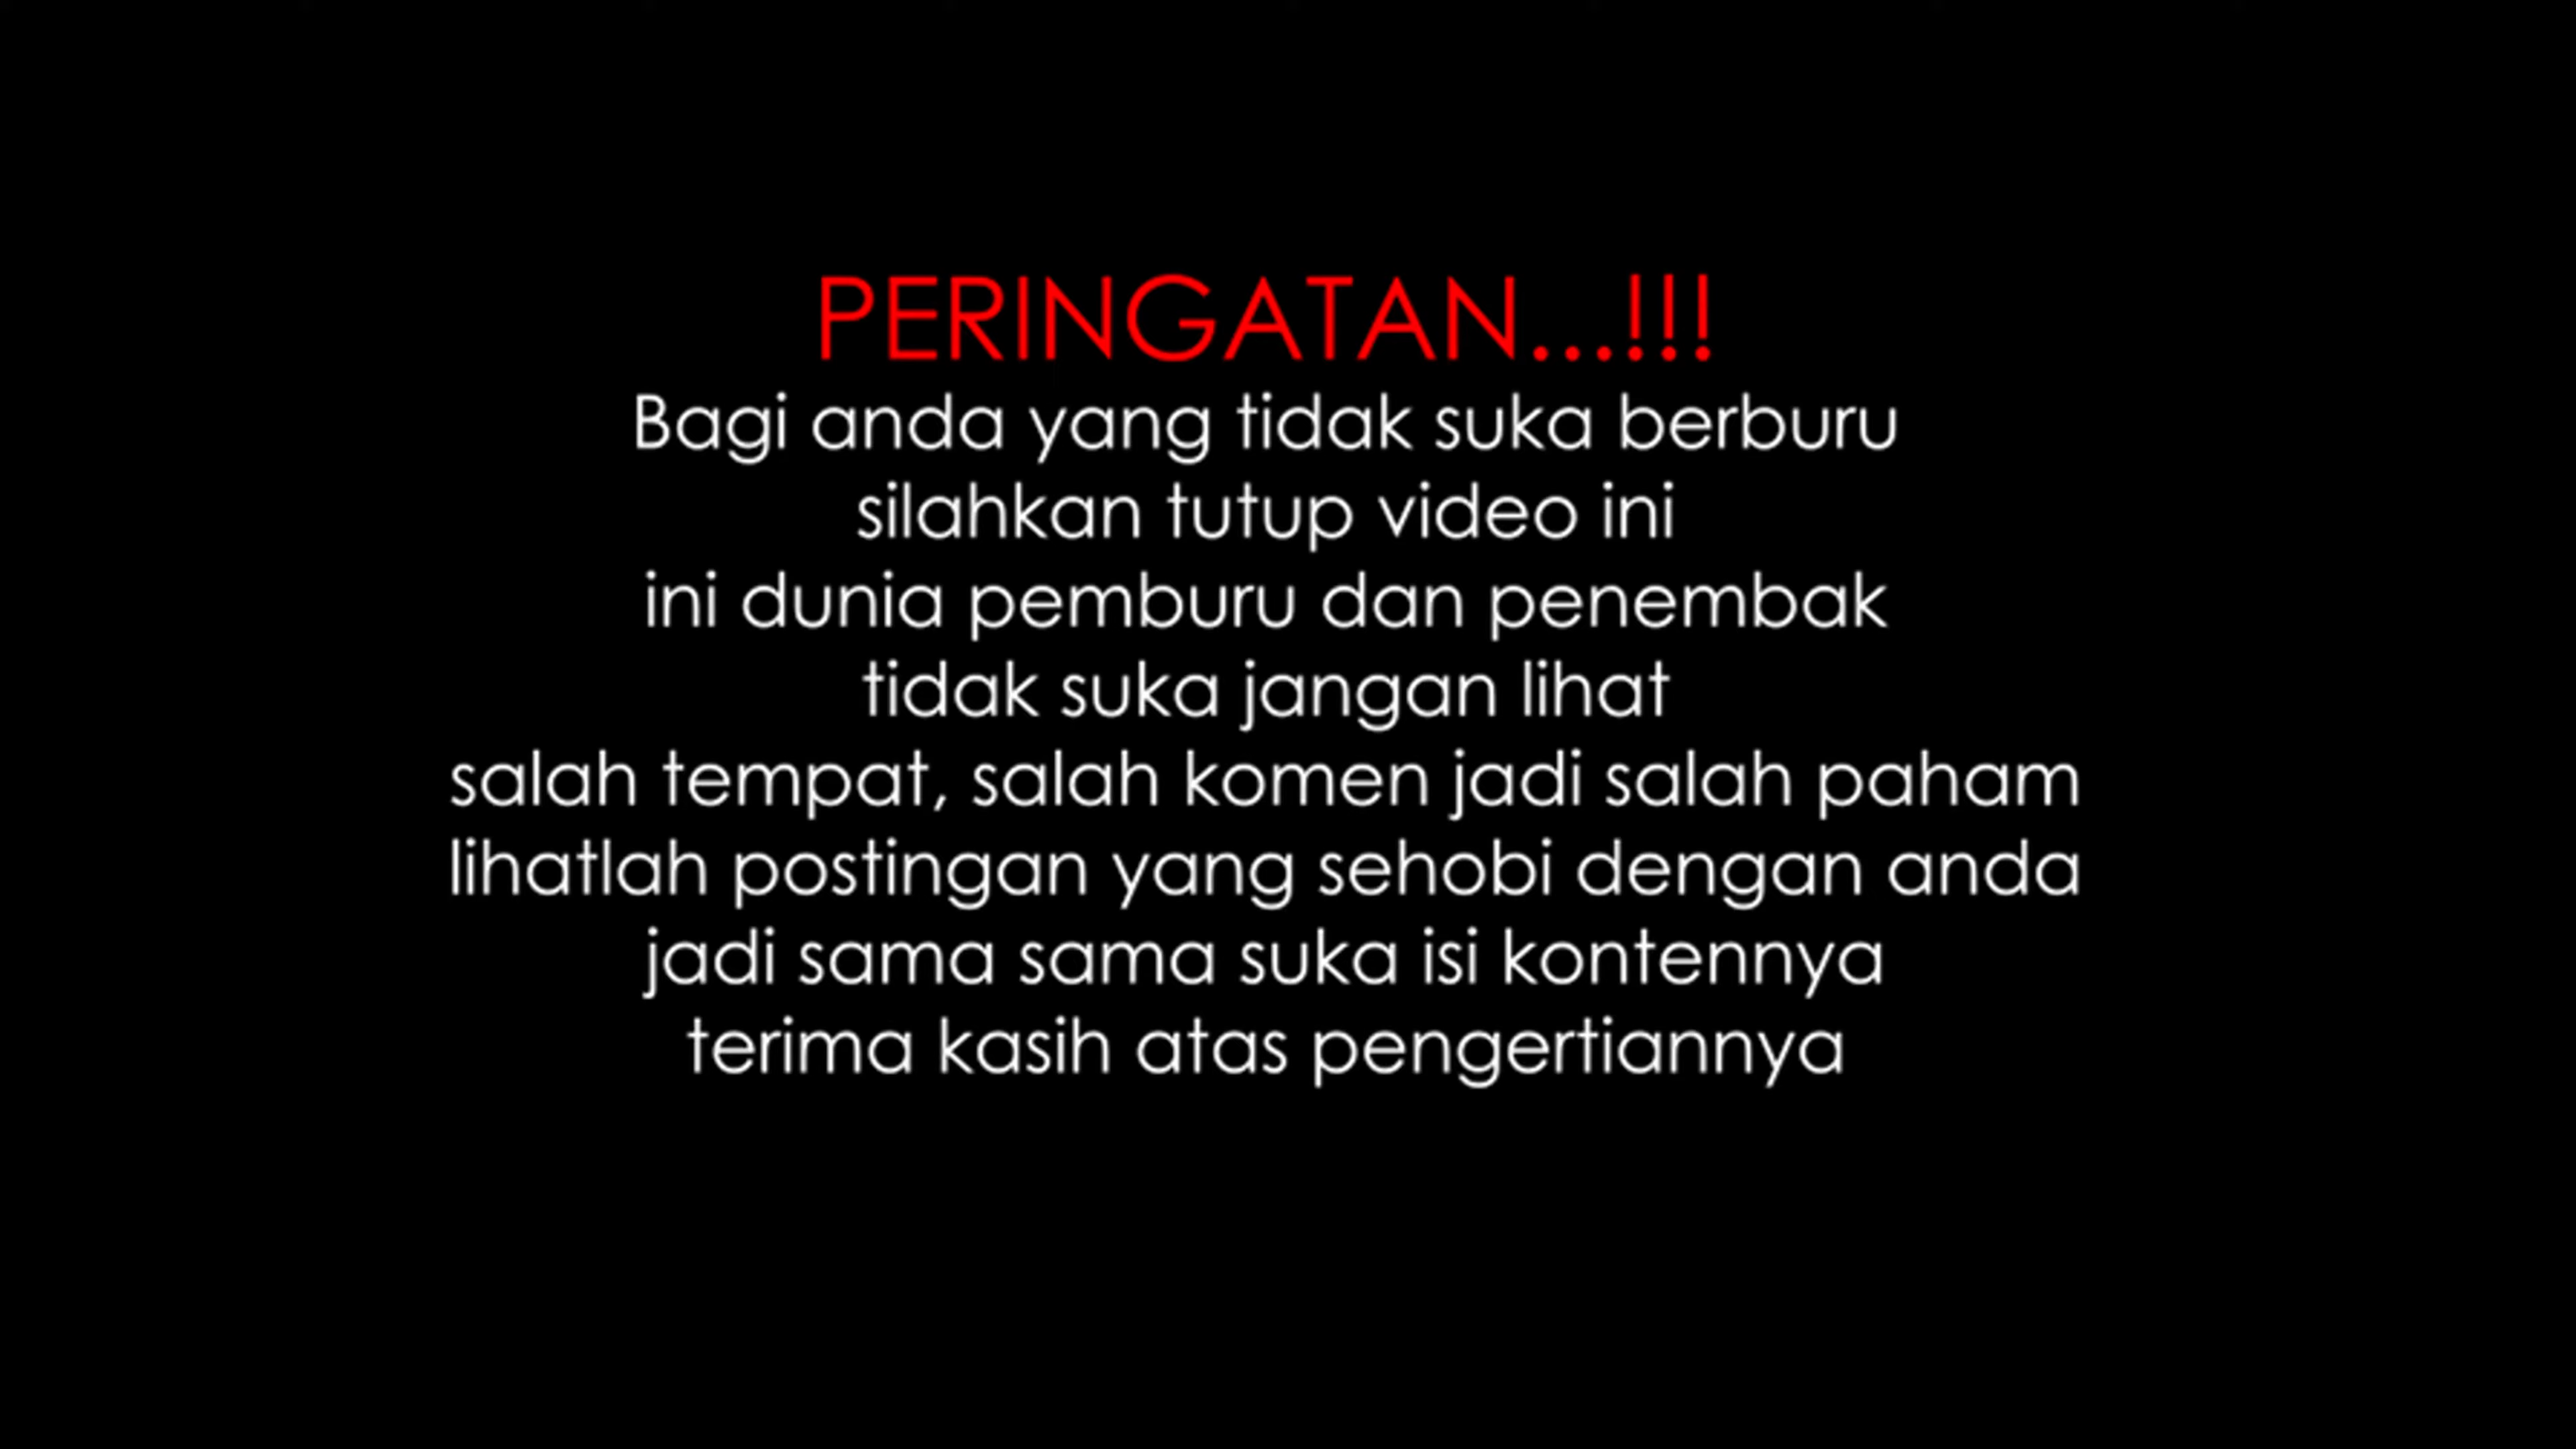 PERINGATAN...!!!
Bagi anda yang tidak suka berburu
silahkan tutup video ini
ini dunia pemburu dan penembak
tidak suka jangan lihat
salah tempat, salah komen jadi salah paham
lihatlah postingan yang sehobi dengan anda
jadi sama sama suka isi kontennya
terima kasih atas pengertiannya